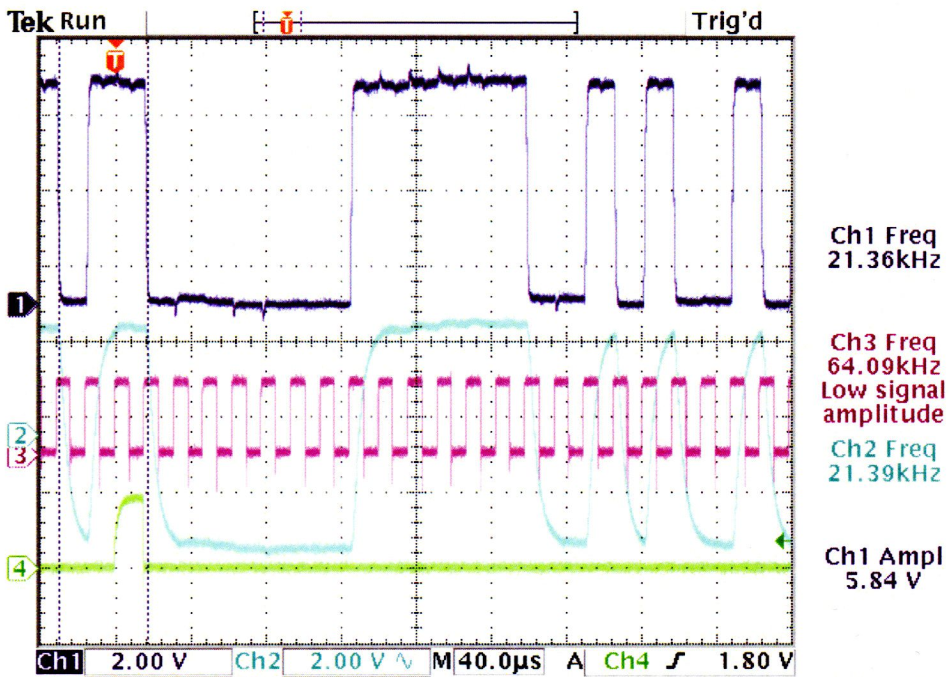 Tek Run Trig'd
T
T
1
2
3
4
Ch1 Freq
21.36kHz
Ch3 Freq
64.09kHz
Low signal
amplitude
Ch2 Freq
21.39kHz
Ch1 Ampl
5.84 V
Ch1 2.00 V Ch2 2.00 V M 40.0µs A Ch4 1.80 V